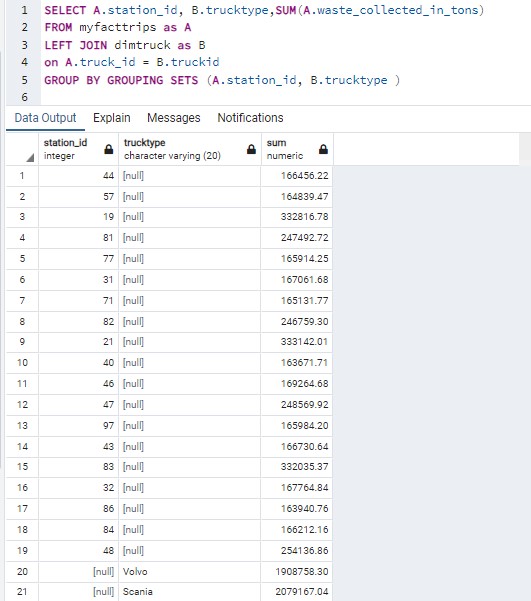 1 SELECT A.station_id, B.trucktype,SUM(A.waste_collected_in_tons)
2 FROM myfacttrips as A
3 LEFT JOIN dimtruck as B
4 on A.truck_id = B.truckid
5 GROUP BY GROUPING SETS (A.station_id, B.trucktype )
6
Data Output Explain Messages Notifications
station_id trucktype sum
integer character varying (20) numeric
1 44 [null] 166456.22
2 57 [null] 164839.47
3 19 [null] 332816.78
4 81 [null] 247492.72
5 77 [null] 165914.25
6 31 [null] 167061.68
7 71 [null] 165131.77
8 82 [null] 246759.30
9 21 [null] 333142.01
10 40 [null] 163671.71
11 46 [null] 169264.68
12 47 [null] 248569.92
13 97 [null] 165984.20
14 43 [null] 166730.64
15 83 [null] 332035.37
16 32 [null] 167764.84
17 86 [null] 163940.76
18 84 [null] 166212.16
19 48 [null] 254136.86
20 [null] Volvo 1908758.30
21 [null] Scania 2079167.04